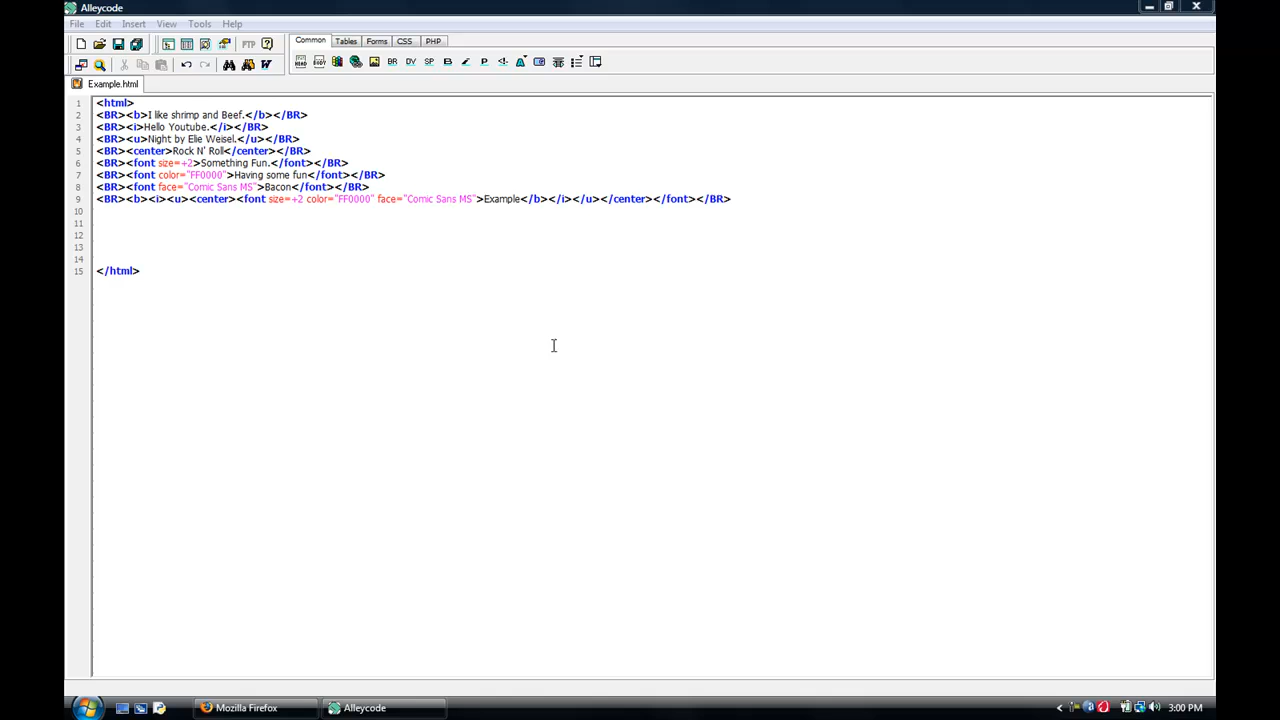 Alleycode
File Edit Insert View Tools Help
Common Tables Forms CSS PHP
FTP
BR DV SP B P A
W
Example.html
1 <html>
2 <BR><b>I like shrimp and Beef.</b></BR>
3 <BR><i>Hello Youtube.</i></BR>
4 <BR><u>Night by Elie Weisel.</u></BR>
5 <BR><center>Rock N' Roll</center></BR>
6 <BR><font size=+2>Something Fun.</font></BR>
7 <BR><font color="FF0000">Having some fun</font></BR>
8 <BR><font face="Comic Sans MS">Bacon</font></BR>
9 <BR><b><i><u><center><font size=+2 color="FF0000" face="Comic Sans MS">Example</b></i></u></center></font></BR>
10
11
12
13
14
15 </html>
Mozilla Firefox Alleycode 3:00 PM